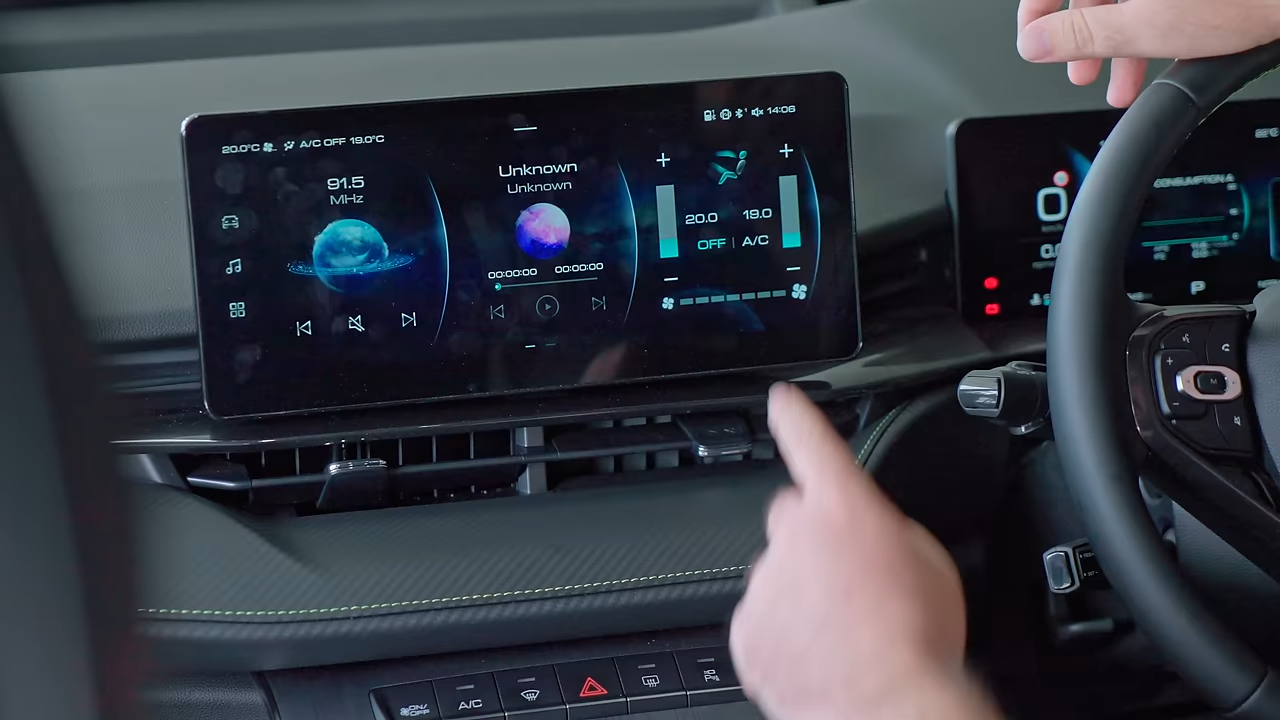 20.0°C A/C OFF 19.0°C
14:06
91.5
MHz
Unknown
Unknown
00:00:00 00:00:00
20.0 19.0
OFF | A/C
0
CONSUMPTION
P
M
ON/
OFF
A/C